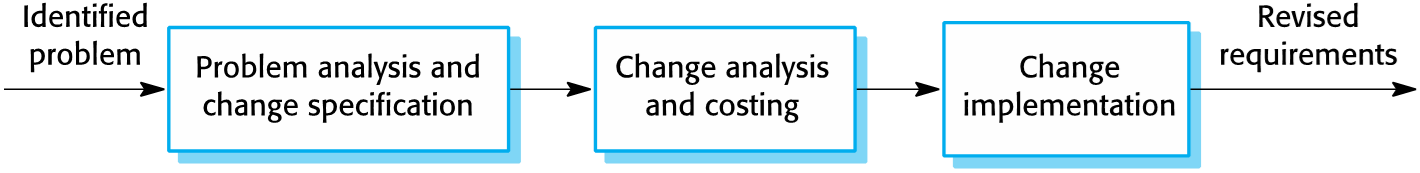 Identified
problem
Problem analysis and
change specification
Change analysis
and costing
Change
implementation
Revised
requirements